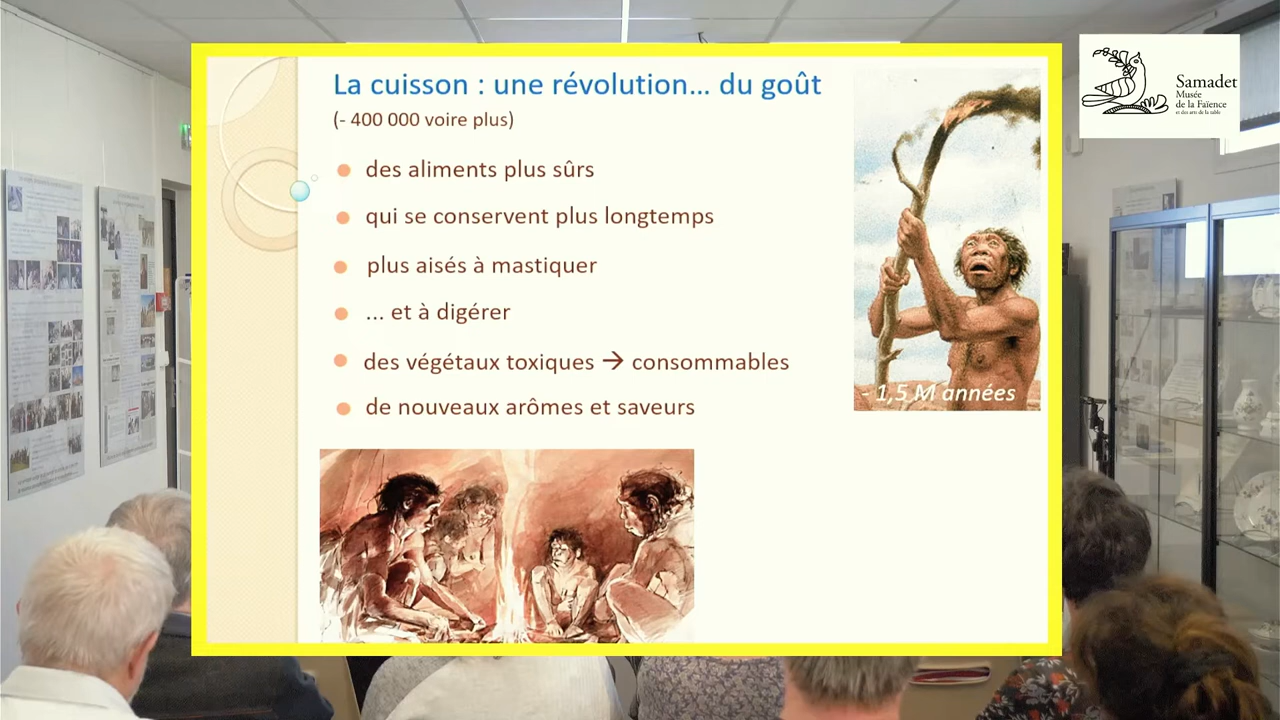 La cuisson : une révolution... du goût
(- 400 000 voire plus)
des aliments plus sûrs
qui se conservent plus longtemps
plus aisés à mastiquer
... et à digérer
des végétaux toxiques → consommables
de nouveaux arômes et saveurs
- 1,5 M années
Samadet
Musée
de la Faïence
et des arts de la table